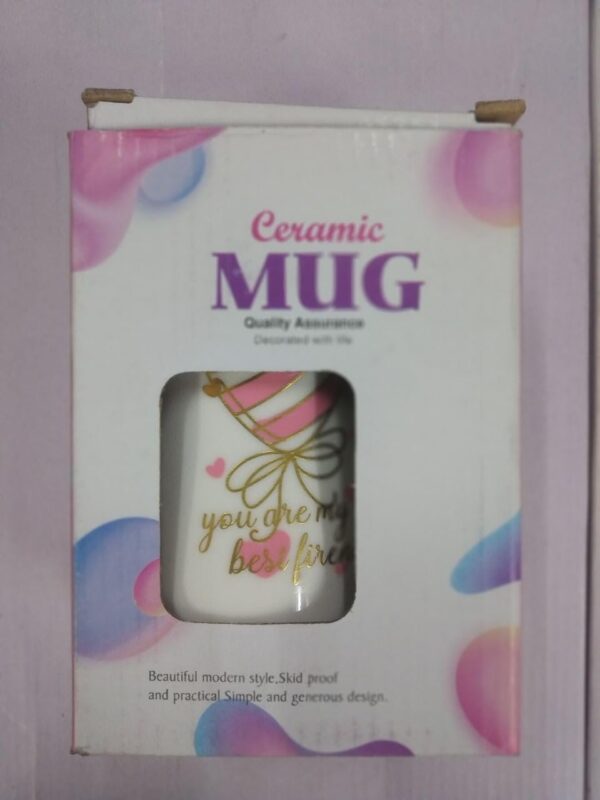 Ceramic
MUG
Quality Assurance
Decorated with life
you are my
best firen
Beautiful modern style,Skid proof
and practical Simple and generous design.